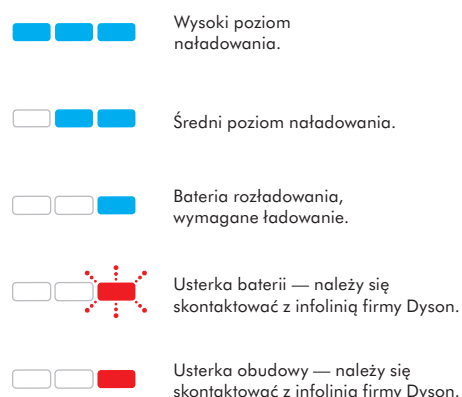 Wysoki poziom
naładowania.
Średni poziom naładowania.
Bateria rozładowania,
wymagane ładowanie.
Usterka baterii — należy się
skontaktować z infolinią firmy Dyson.
Usterka obudowy — należy się
skontaktować z infolinią firmy Dyson.